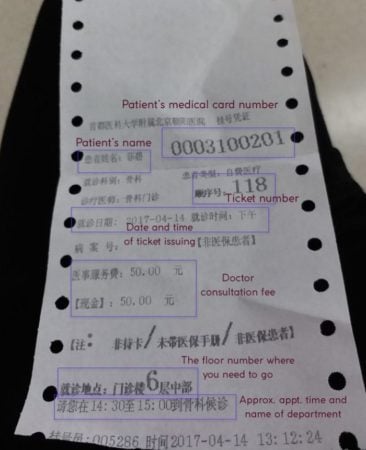 Patient's medical card number
首都医科大学附属北京朝阳医院 挂号凭证
Patient's name
0003100201
患者姓名:
患者类型: 自费医疗
就诊科别: 骨科
顺序号: 118
诊疗医师: 骨科门诊
Ticket number
就诊日期: 2017-04-14 就诊时间: 下午
Date and time
of ticket issuing
病 案 号: 【非医保患者】
医事服务费: 50.00 元
Doctor
consultation fee
【现金】: 50.00 元
【注: 非持卡/未带医保手册/非医保患者】
The floor number where
you need to go
就诊地点: 门诊楼6层中部
请您在14:30至15:00到骨科候诊
Approx. appt. time and
name of department
挂号员:005286 时间2017-04-14 13:12:24